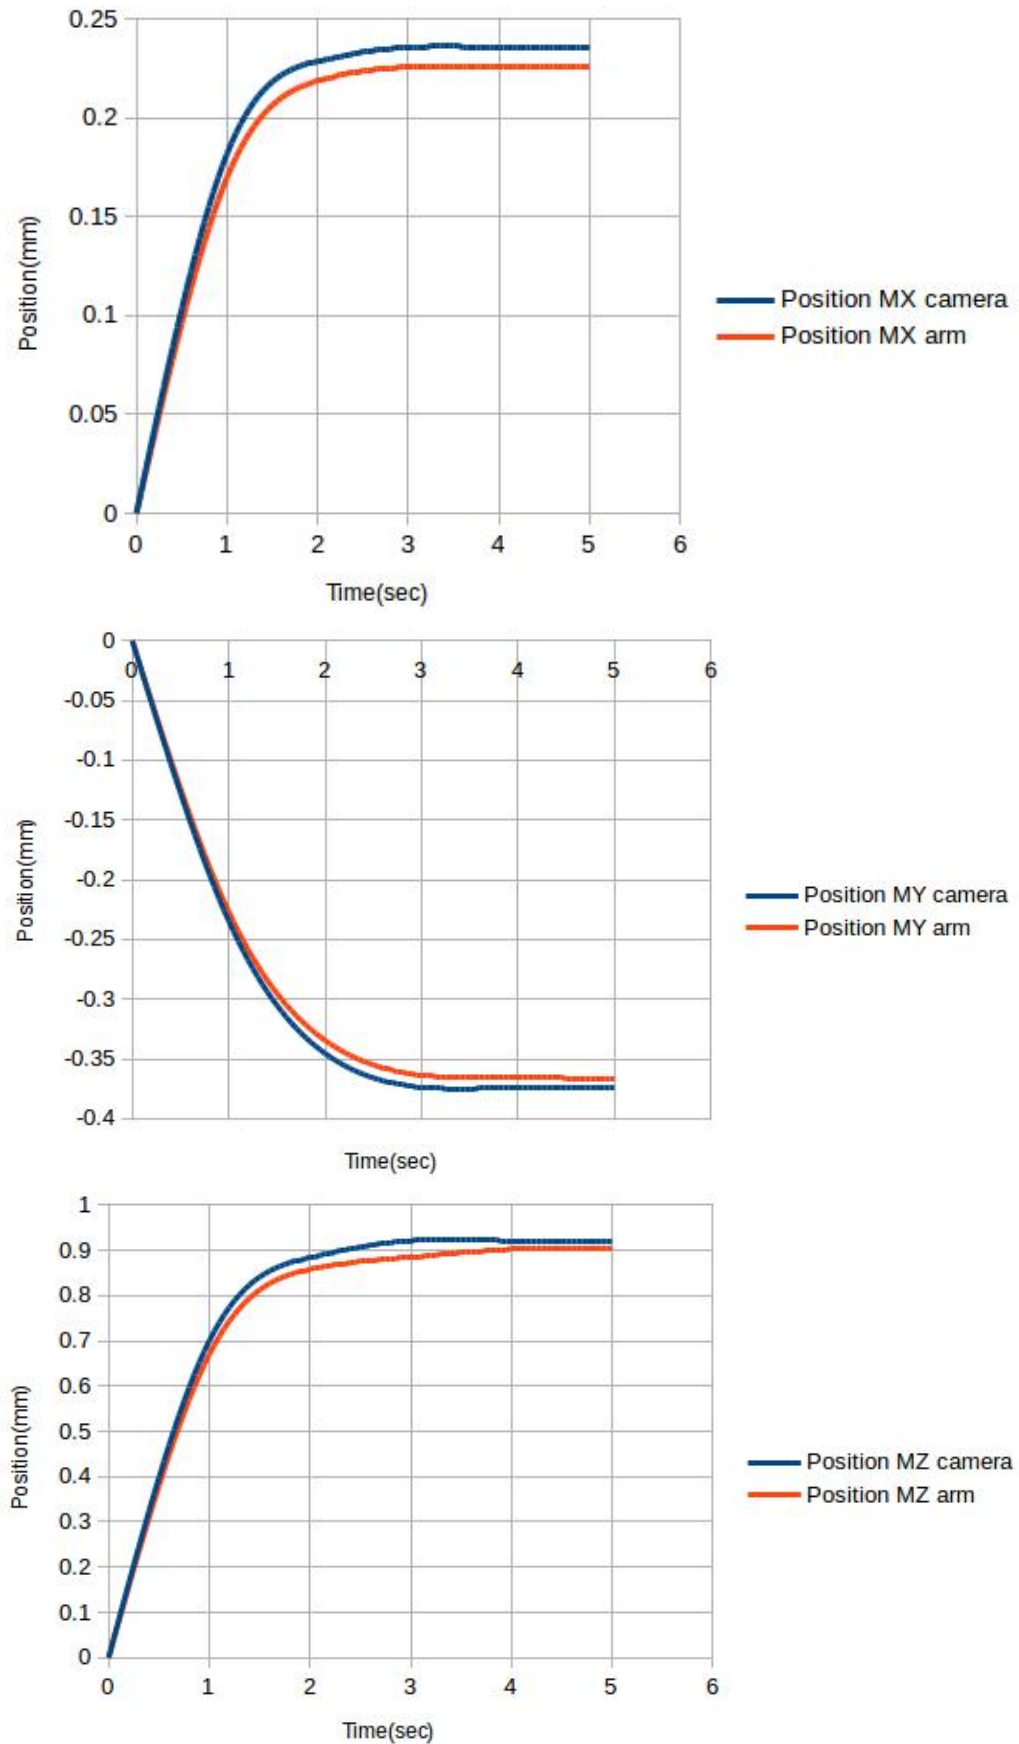 0.25
0.2
0.15
0.1
0.05
0
Position(mm)
0 1 2 3 4 5 6
Time(sec)
Position MX camera
Position MX arm
0
0 1 2 3 4 5 6
-0.05
-0.1
-0.15
-0.2
-0.25
-0.3
-0.35
-0.4
Position(mm)
Time(sec)
Position MY camera
Position MY arm
1
0.9
0.8
0.7
0.6
0.5
0.4
0.3
0.2
0.1
0
Position(mm)
0 1 2 3 4 5 6
Time(sec)
Position MZ camera
Position MZ arm